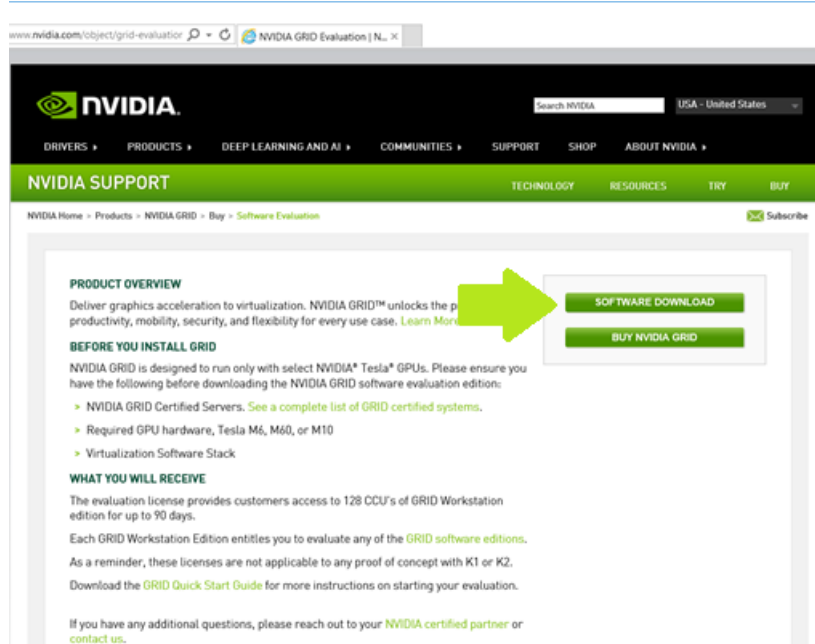 www.nvidia.com/object/grid-evaluation
NVIDIA GRID Evaluation | N...
NVIDIA.
Search NVIDIA
USA - United States
DRIVERS PRODUCTS DEEP LEARNING AND AI COMMUNITIES SUPPORT SHOP ABOUT NVIDIA
NVIDIA SUPPORT
TECHNOLOGY RESOURCES TRY BUY
NVIDIA Home > Products > NVIDIA GRID > Buy > Software Evaluation
Subscribe
PRODUCT OVERVIEW
Deliver graphics acceleration to virtualization. NVIDIA GRID™ unlocks the
productivity, mobility, security, and flexibility for every use case. Learn More
SOFTWARE DOWNLOAD
BUY NVIDIA GRID
BEFORE YOU INSTALL GRID
NVIDIA GRID is designed to run only with select NVIDIA® Tesla® GPUs. Please ensure you
have the following before downloading the NVIDIA GRID software evaluation edition:
> NVIDIA GRID Certified Servers. See a complete list of GRID certified systems.
> Required GPU hardware, Tesla M6, M60, or M10
> Virtualization Software Stack
WHAT YOU WILL RECEIVE
The evaluation license provides customers access to 128 CCU's of GRID Workstation
edition for up to 90 days.
Each GRID Workstation Edition entitles you to evaluate any of the GRID software editions.
As a reminder, these licenses are not applicable to any proof of concept with K1 or K2.
Download the GRID Quick Start Guide for more instructions on starting your evaluation.
If you have any additional questions, please reach out to your NVIDIA certified partner or
contact us.